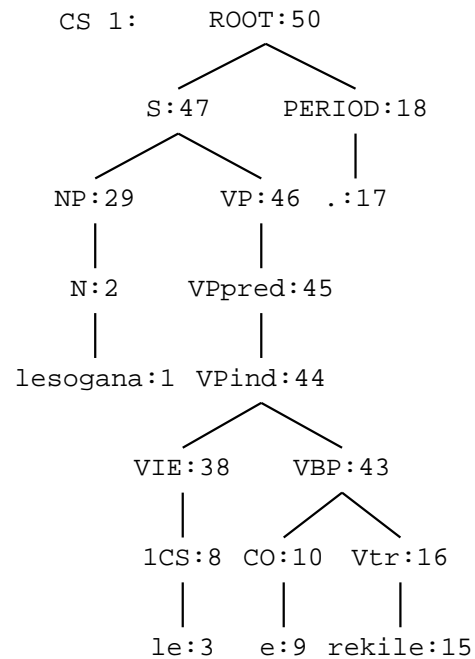 CS 1: ROOT:50
S:47 PERIOD:18
NP:29 VP:46 .:17
N:2 VPpred:45
lesogana:1 VPind:44
VIE:38 VBP:43
1CS:8 CO:10 Vtr:16
le:3 e:9 rekile:15